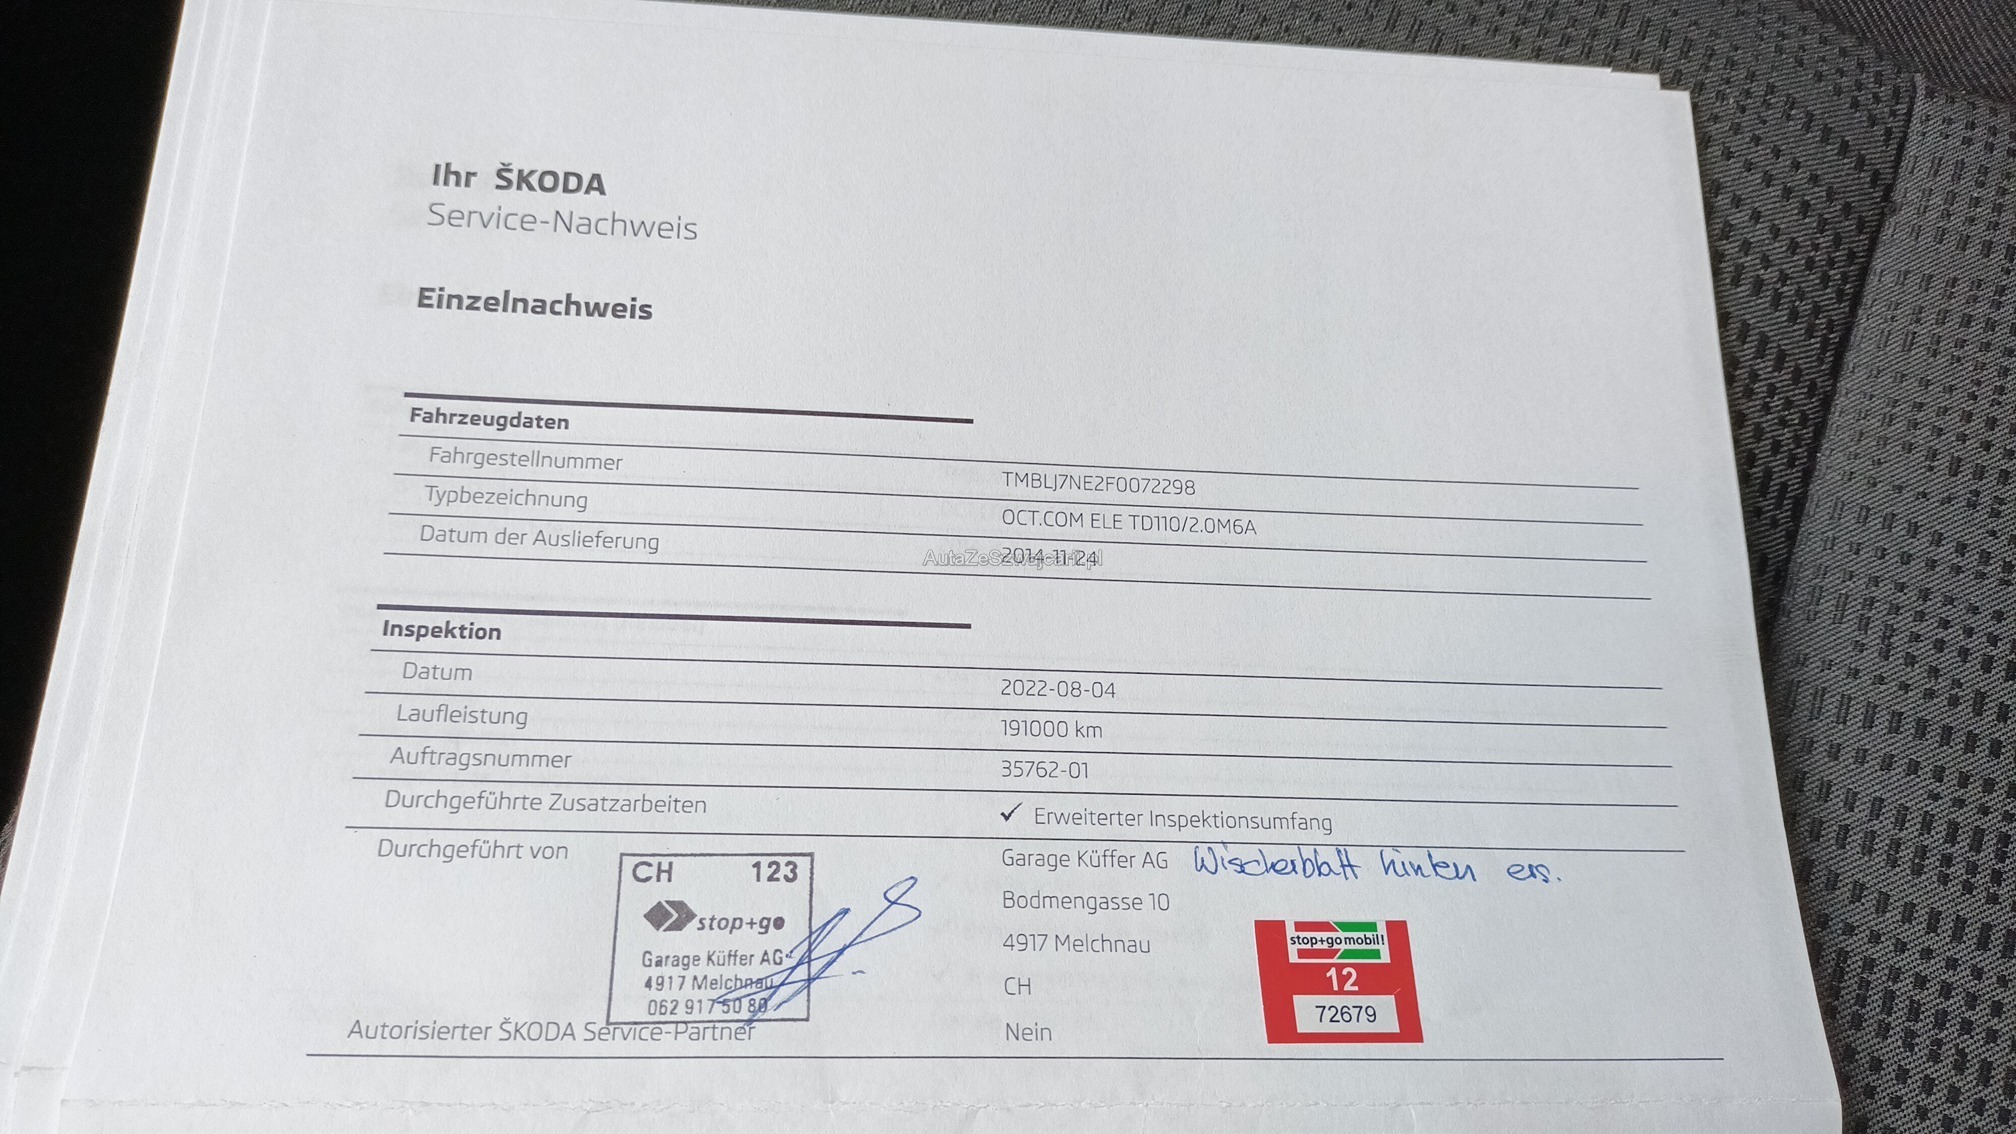 Ihr ŠKODA
Service-Nachweis
Einzelnachweis
Fahrzeugdaten
Fahrgestellnummer TMBLJ7NE2F0072298
Typbezeichnung OCT.COM ELE TD110/2.0M6A
Datum der Auslieferung 2014-11-24
AutaZeSzwajcarii.pl
Inspektion
Datum 2022-08-04
Laufleistung 191000 km
Auftragsnummer 35762-01
Durchgeführte Zusatzarbeiten ✓ Erweiterter Inspektionsumfang
Durchgeführt von Garage Küffer AG Wischerblatt hinten ers.
Bodmengasse 10
4917 Melchnau
CH
CH 123
stop+go
Garage Küffer AG
4917 Melchnau
062 917 50 80
stop+go mobil!
12
72679
Autorisierter ŠKODA Service-Partner Nein